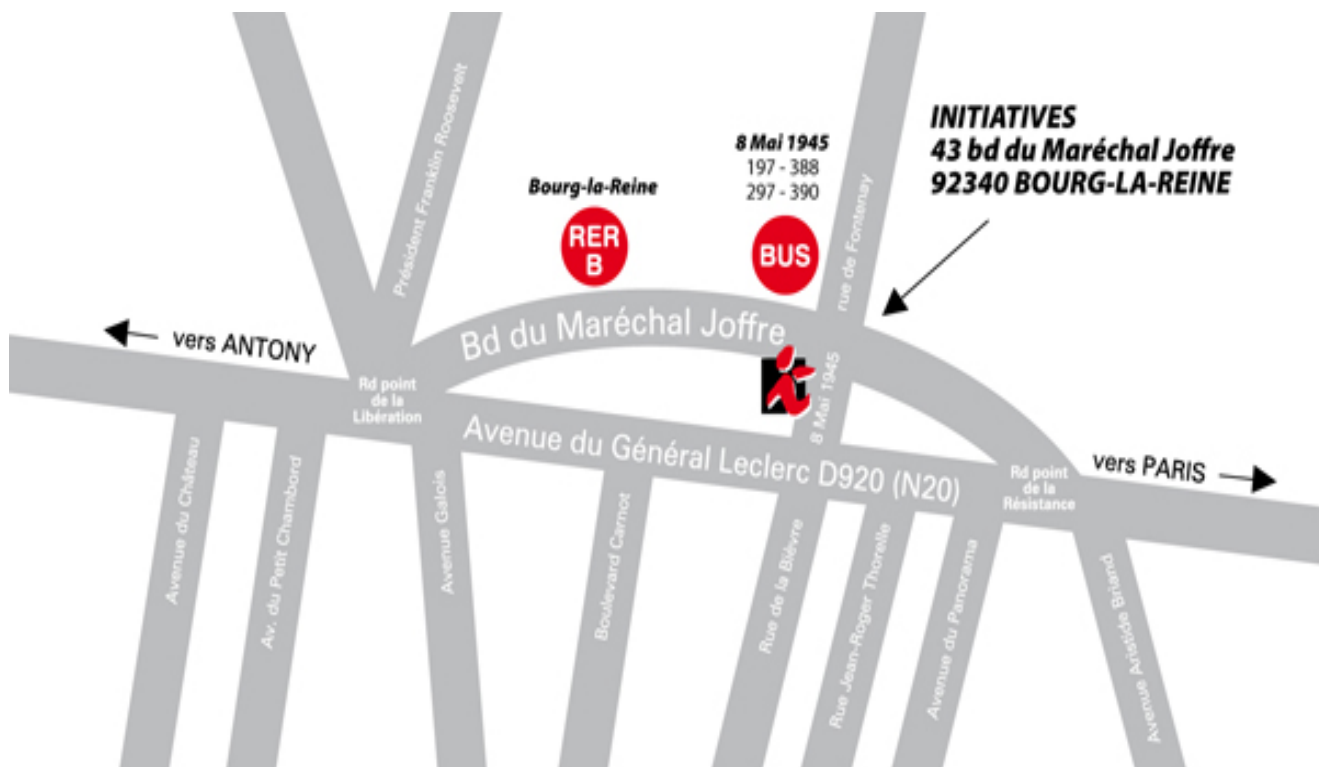 INITIATIVES
43 bd du Maréchal Joffre
92340 BOURG-LA-REINE
8 Mai 1945
197 - 388
297 - 390
BUS
Bourg-la-Reine
RER
B
Président Franklin Roosevelt
rue de Fontenay
vers ANTONY
Bd du Maréchal Joffre
8 Mai 1945
Rd point
de la
Libération
Avenue du Général Leclerc D920 (N20)
Rd point
de la
Résistance
vers PARIS
Avenue du Château
Av. du Petit Chambord
Avenue Galois
Boulevard Carnot
Rue de la Bièvre
Rue Jean-Roger Thorelle
Avenue du Panorama
Avenue Aristide Briand